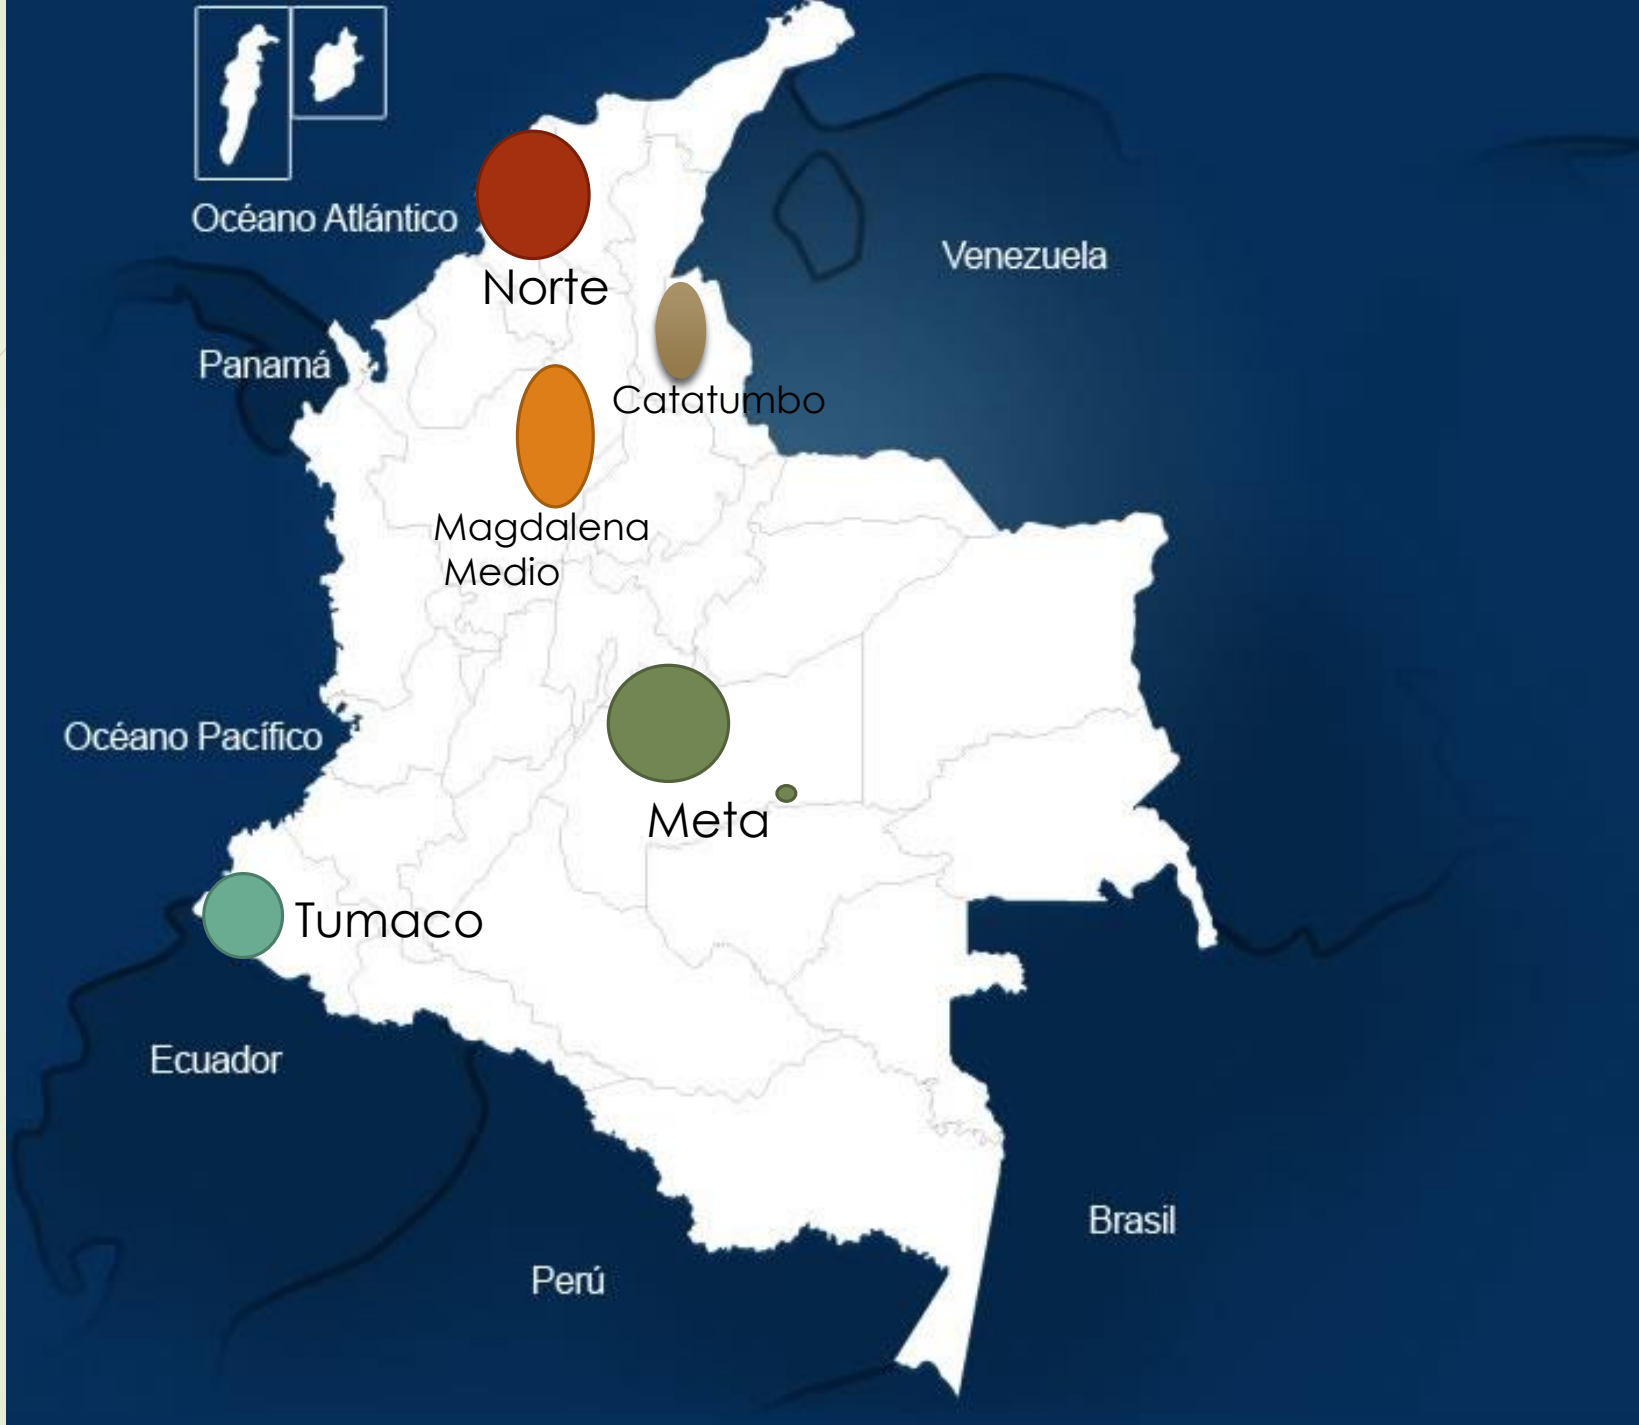 Océano Atlántico
Venezuela
Norte
Panamá
Catatumbo
Magdalena
Medio
Océano Pacífico
Meta
Tumaco
Ecuador
Brasil
Perú